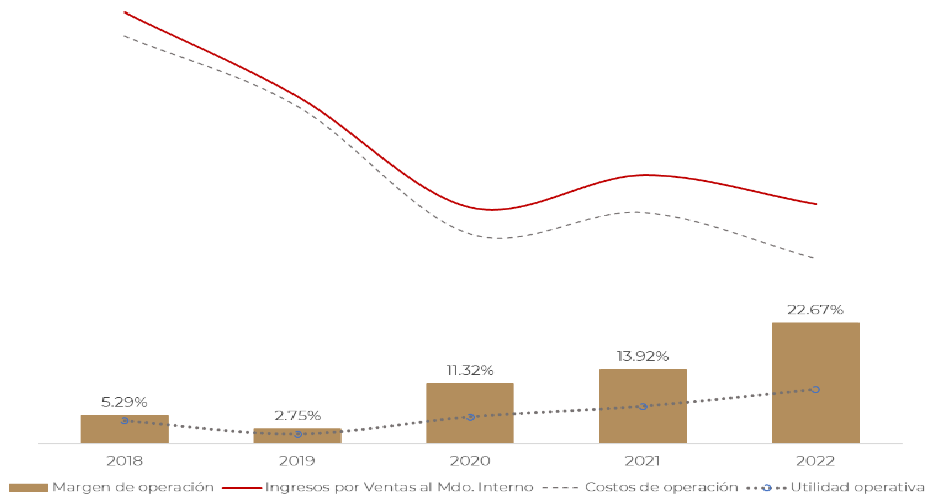 22.67%
13.92%
11.32%
5.29%
2.75%
2018 2019 2020 2021 2022
Margen de operación Ingresos por Ventas al Mdo. Interno Costos de operación Utilidad operativa